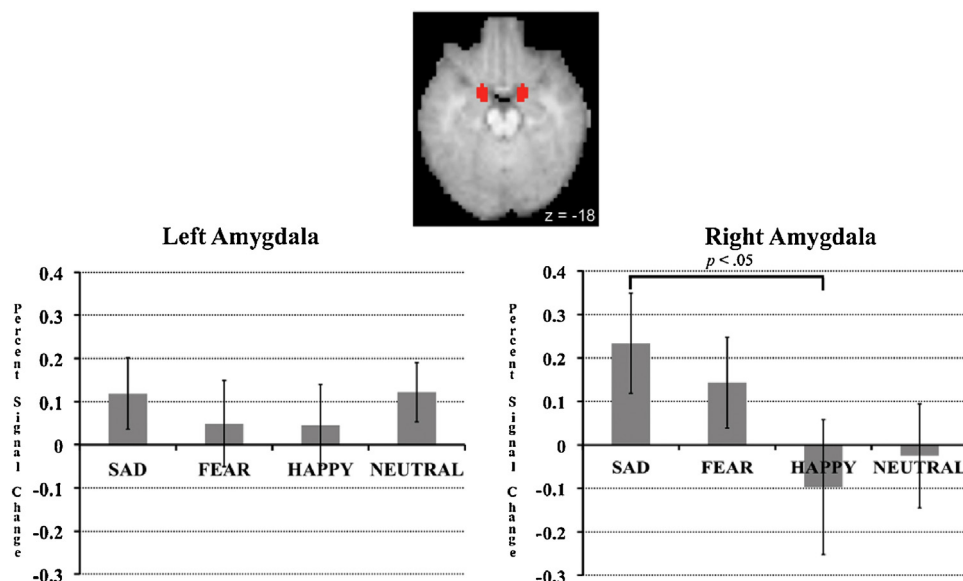 z = -18
Left Amygdala
0.4
0.3
0.2
0.1
0
-0.1
-0.2
-0.3
Percent Signal Change
SAD FEAR HAPPY NEUTRAL
Right Amygdala
p < .05
0.4
0.3
0.2
0.1
0
-0.1
-0.2
-0.3
Percent Signal Change
SAD FEAR HAPPY NEUTRAL